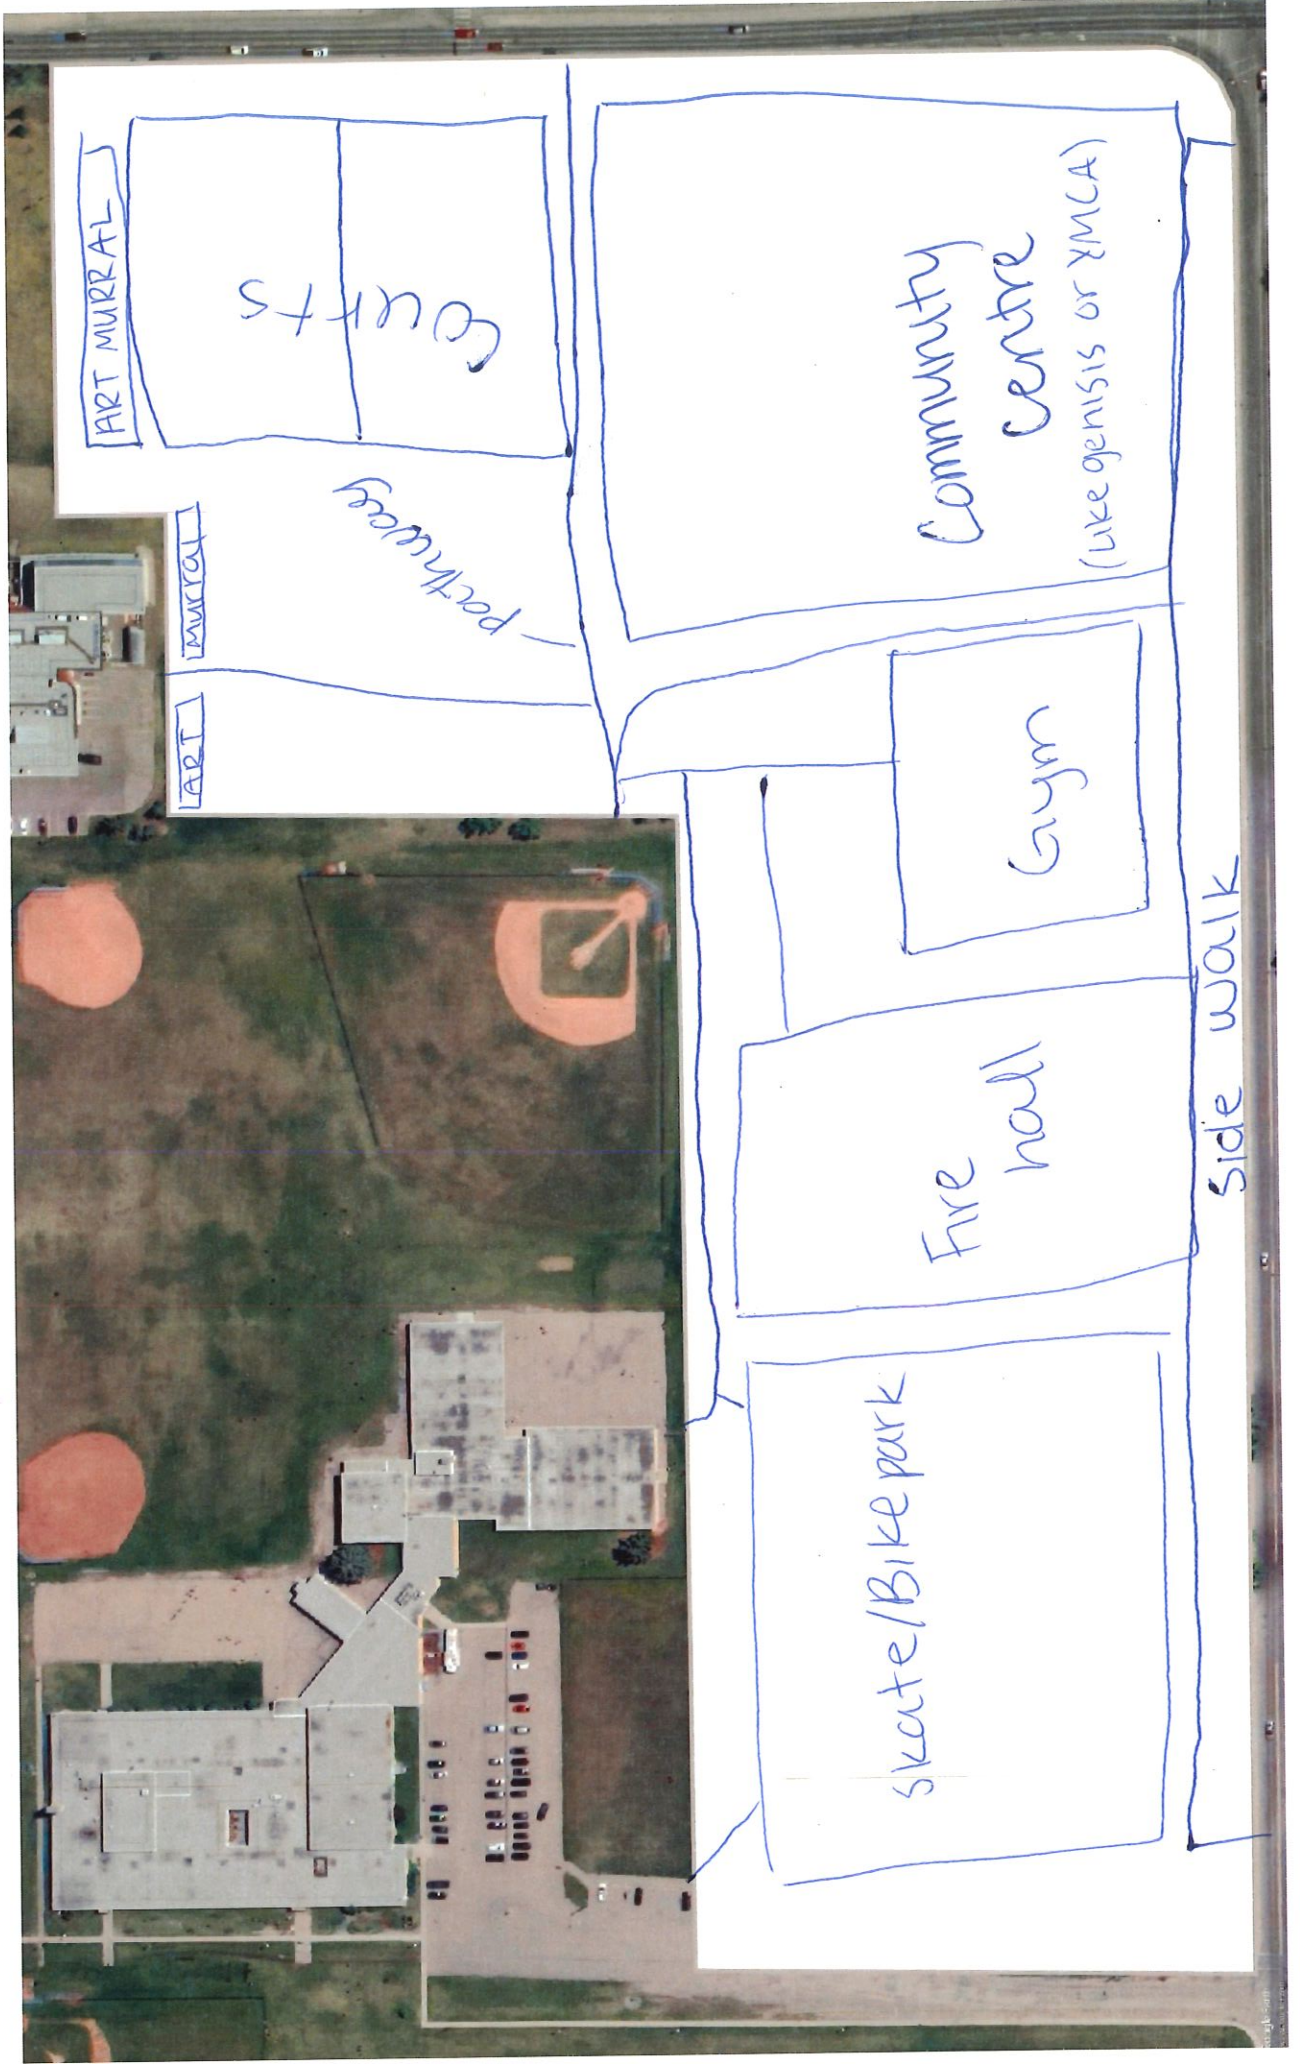 ART MURRAL
Courts
Community
Centre
(Like genisis or YMCA)
pathway
ART
Murral
Gym
Fire
hall
Side walk
Skate/Bike park